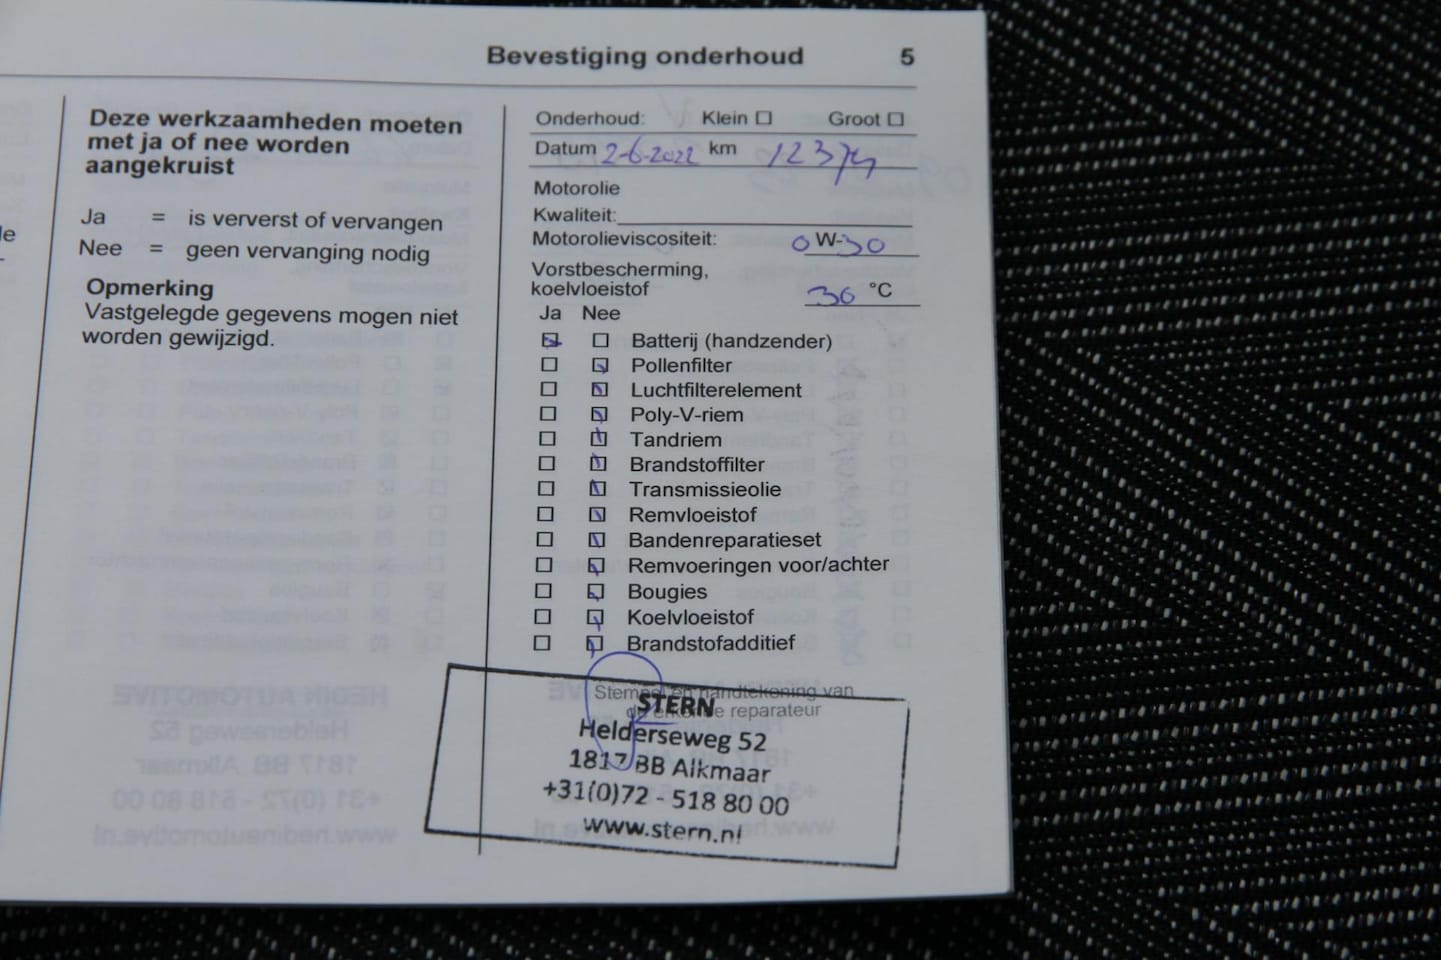 Bevestiging onderhoud 5
Deze werkzaamheden moeten
met ja of nee worden
aangekruist
Ja = is ververst of vervangen
Nee = geen vervanging nodig
Opmerking
Vastgelegde gegevens mogen niet
worden gewijzigd.
Onderhoud: Klein Groot
Datum 2-6-2022 km
Motorolie
Kwaliteit:
Motorolieviscositeit: 0 W-30
Vorstbescherming,
koelvloeistof 36 °C
Ja Nee
Batterij (handzender)
Pollenfilter
Luchtfilterelement
Poly-V-riem
Tandriem
Brandstoffilter
Transmissieolie
Remvloeistof
Bandenreparatieset
Remvoeringen voor/achter
Bougies
Koelvloeistof
Brandstofadditief
Stempel en handtekening van
de erkende reparateur
STERN
Helderseweg 52
1817 BB Alkmaar
+31(0)72 - 518 80 00
www.stern.nl